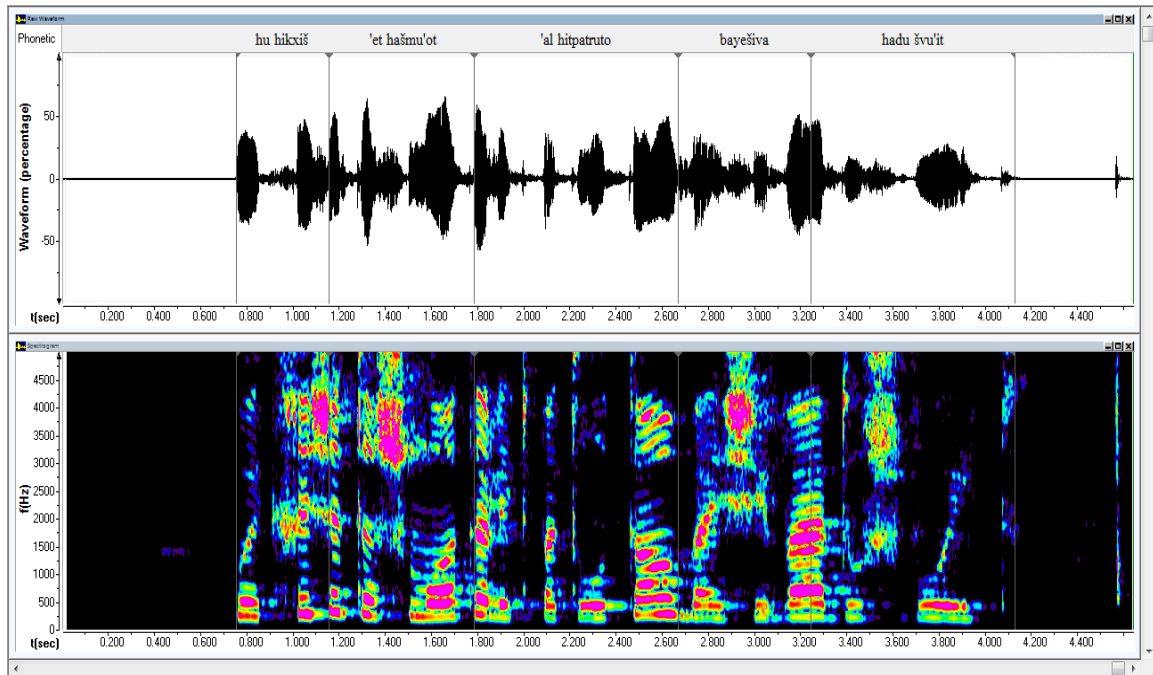 Raw Waveform
Phonetic hu hikxiš 'et hašmu'ot 'al hitpatruto bayešiva hadu švu'it
Waveform (percentage)
50-
0-
-50-
t(sec) 0.200 0.400 0.600 0.800 1.000 1.200 1.400 1.600 1.800 2.000 2.200 2.400 2.600 2.800 3.000 3.200 3.400 3.600 3.800 4.000 4.200 4.400
Spectrogram
f(Hz)
4500-
4000-
3500-
3000-
2500-
2000-
1500-
1000-
500-
0-
t(sec) 0.200 0.400 0.600 0.800 1.000 1.200 1.400 1.600 1.800 2.000 2.200 2.400 2.600 2.800 3.000 3.200 3.400 3.600 3.800 4.000 4.200 4.400